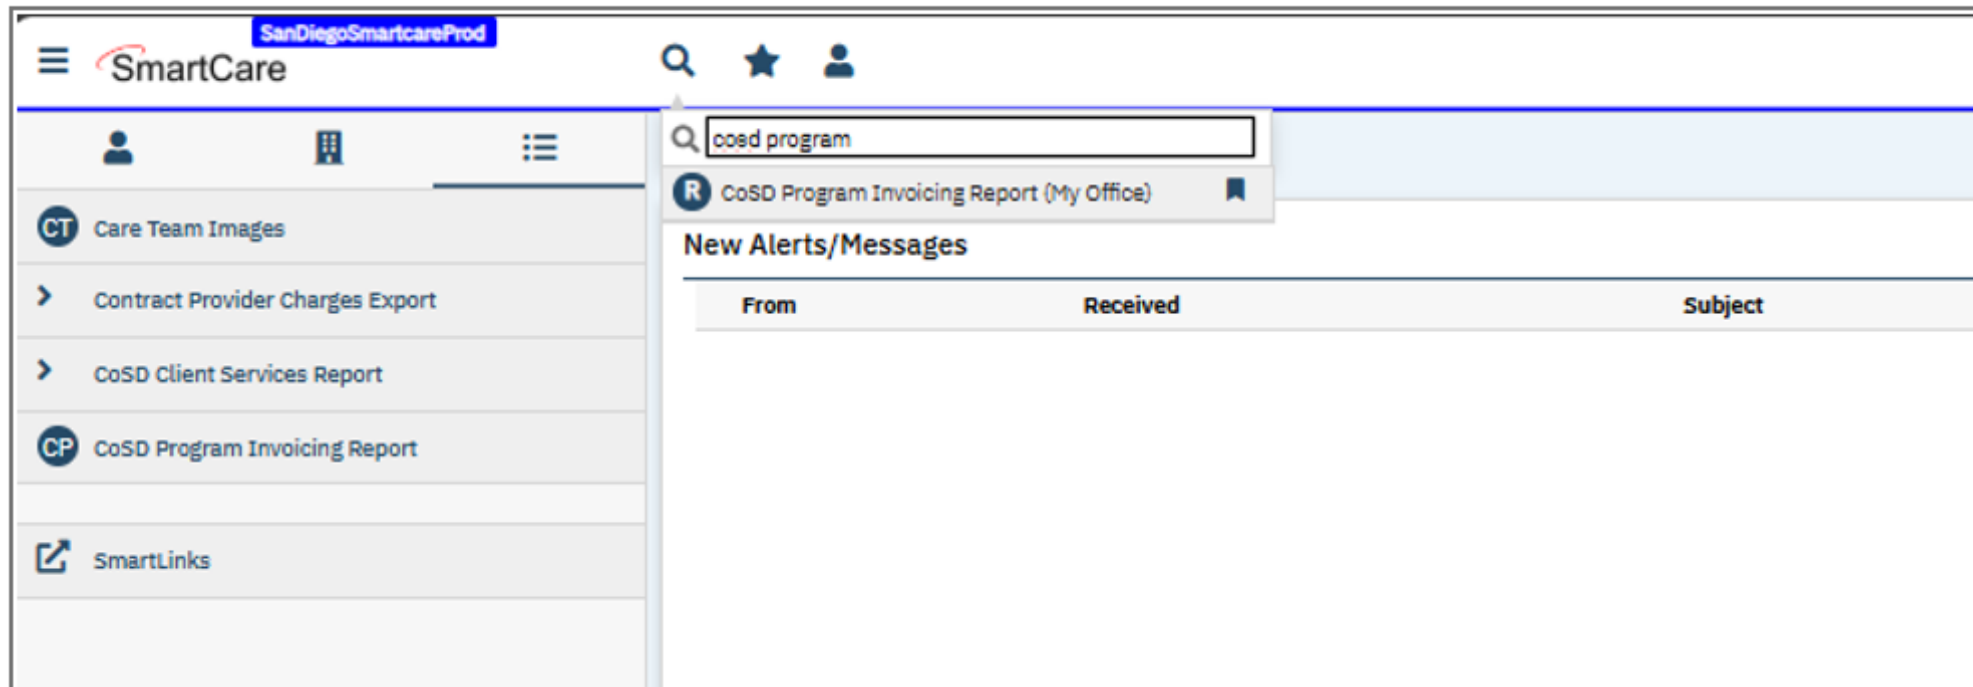 SanDiegoSmartcareProd
SmartCare
cosd program
R CoSD Program Invoicing Report (My Office)
CT Care Team Images
Contract Provider Charges Export
CoSD Client Services Report
CP CoSD Program Invoicing Report
SmartLinks
New Alerts/Messages
From Received Subject